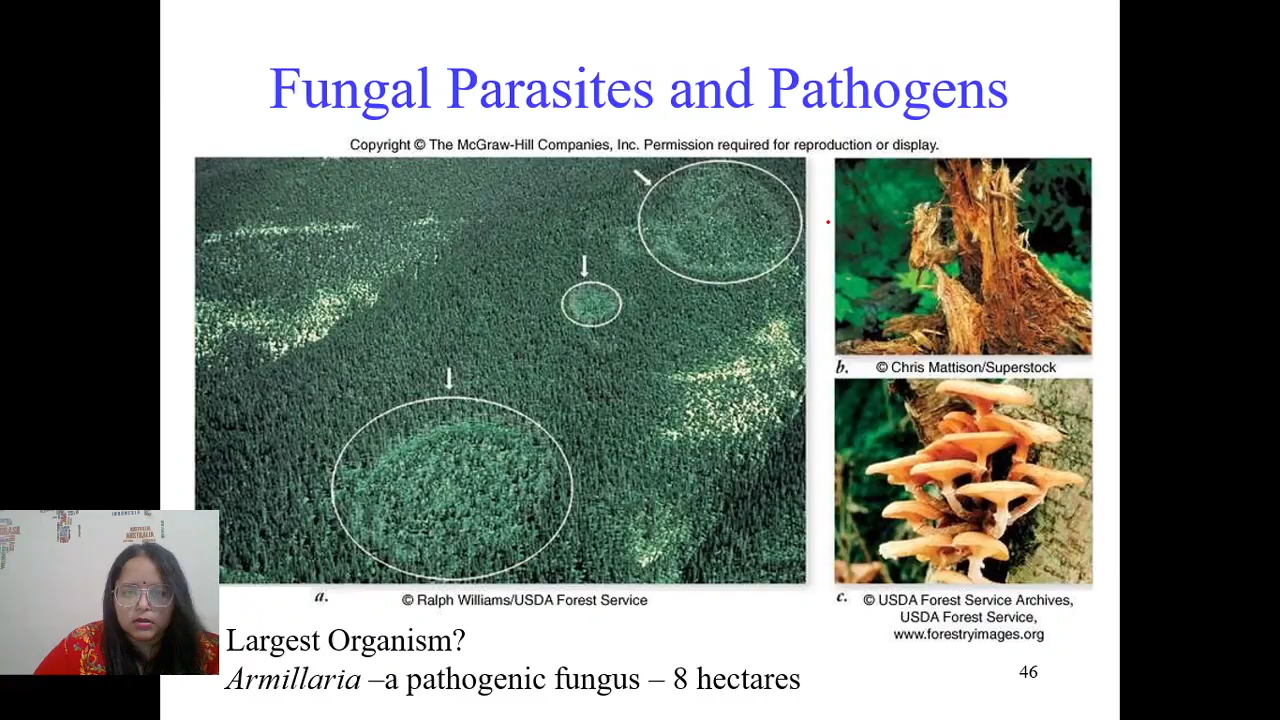 Fungal Parasites and Pathogens
Copyright © The McGraw-Hill Companies, Inc. Permission required for reproduction or display.
b. © Chris Mattison/Superstock
a. © Ralph Williams/USDA Forest Service
c. © USDA Forest Service Archives,
USDA Forest Service,
www.forestryimages.org
Largest Organism?
Armillaria –a pathogenic fungus – 8 hectares
46